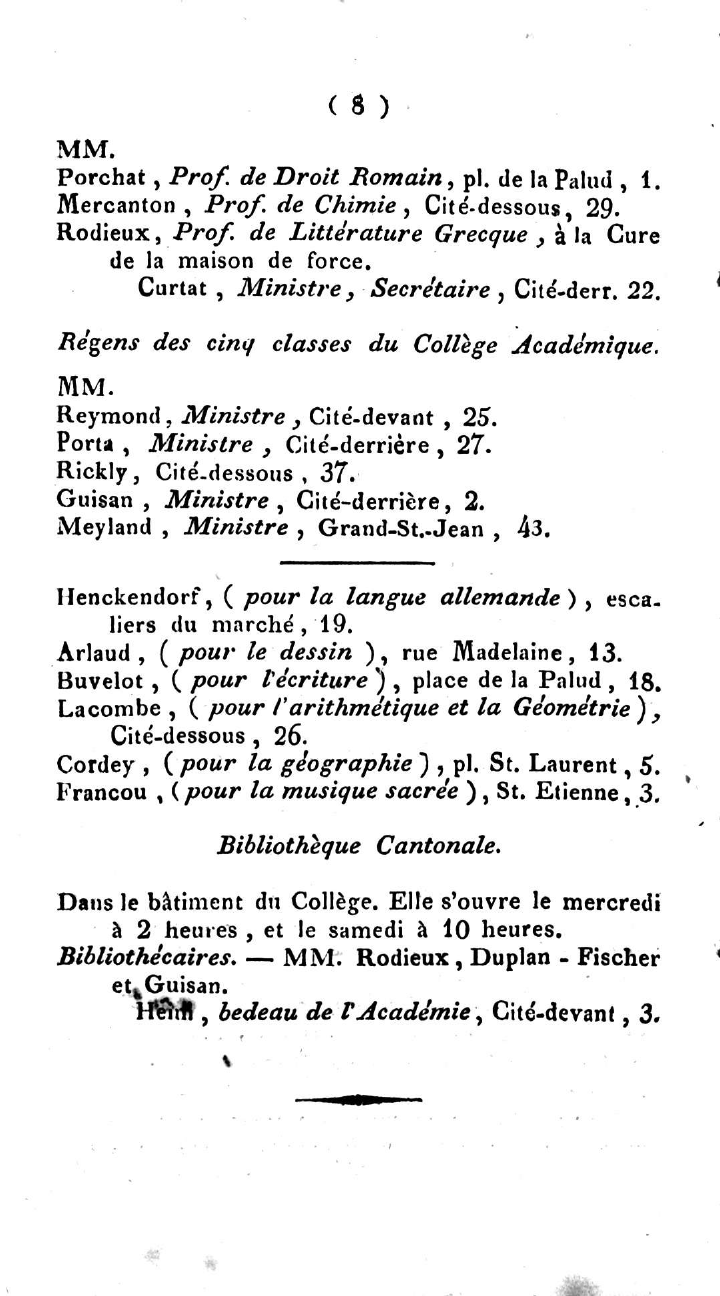 ( 8 )
MM.
Porchat , Prof. de Droit Romain, pl. de la Palud , 1.
Mercanton , Prof. de Chimie , Cité-dessous, 29.
Rodieux, Prof. de Littérature Grecque , à la Cure
de la maison de force.
Curtat , Ministre, Secrétaire , Cité-derr. 22.
Régens des cinq classes du Collège Académique.
MM.
Reymond, Ministre , Cité-devant , 25.
Porta , Ministre , Cité-derrière , 27.
Rickly, Cité-dessous , 37.
Guisan , Ministre , Cité-derrière, 2.
Meyland , Ministre , Grand-St.-Jean , 43.
Henckendorf, ( pour la langue allemande ) , esca-
liers du marché, 19.
Arlaud , ( pour le dessin ), rue Madelaine, 13.
Buvelot , ( pour l'écriture ), place de la Palud , 18.
Lacombe , ( pour l'arithmétique et la Géométrie ),
Cité-dessous , 26.
Cordey , ( pour la géographie ) , pl. St. Laurent , 5.
Francou , ( pour la musique sacrée ), St. Etienne, 3.
Bibliothèque Cantonale.
Dans le bâtiment du Collège. Elle s'ouvre le mercredi
à 2 heures , et le samedi à 10 heures.
Bibliothécaires. — MM. Rodieux , Duplan - Fischer
et Guisan.
, bedeau de l'Académie, Cité-devant , 3.